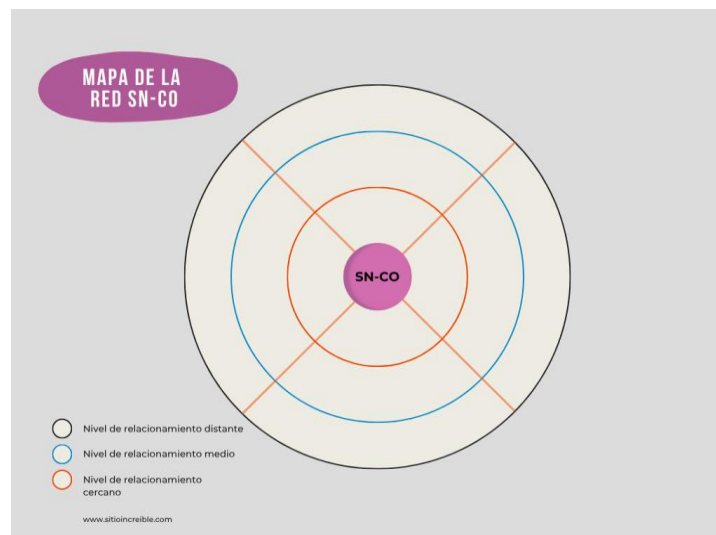 MAPA DE LA
RED SN-CO
SN-CO
Nivel de relacionamiento distante
Nivel de relacionamiento medio
Nivel de relacionamiento
cercano
www.sitioincreible.com